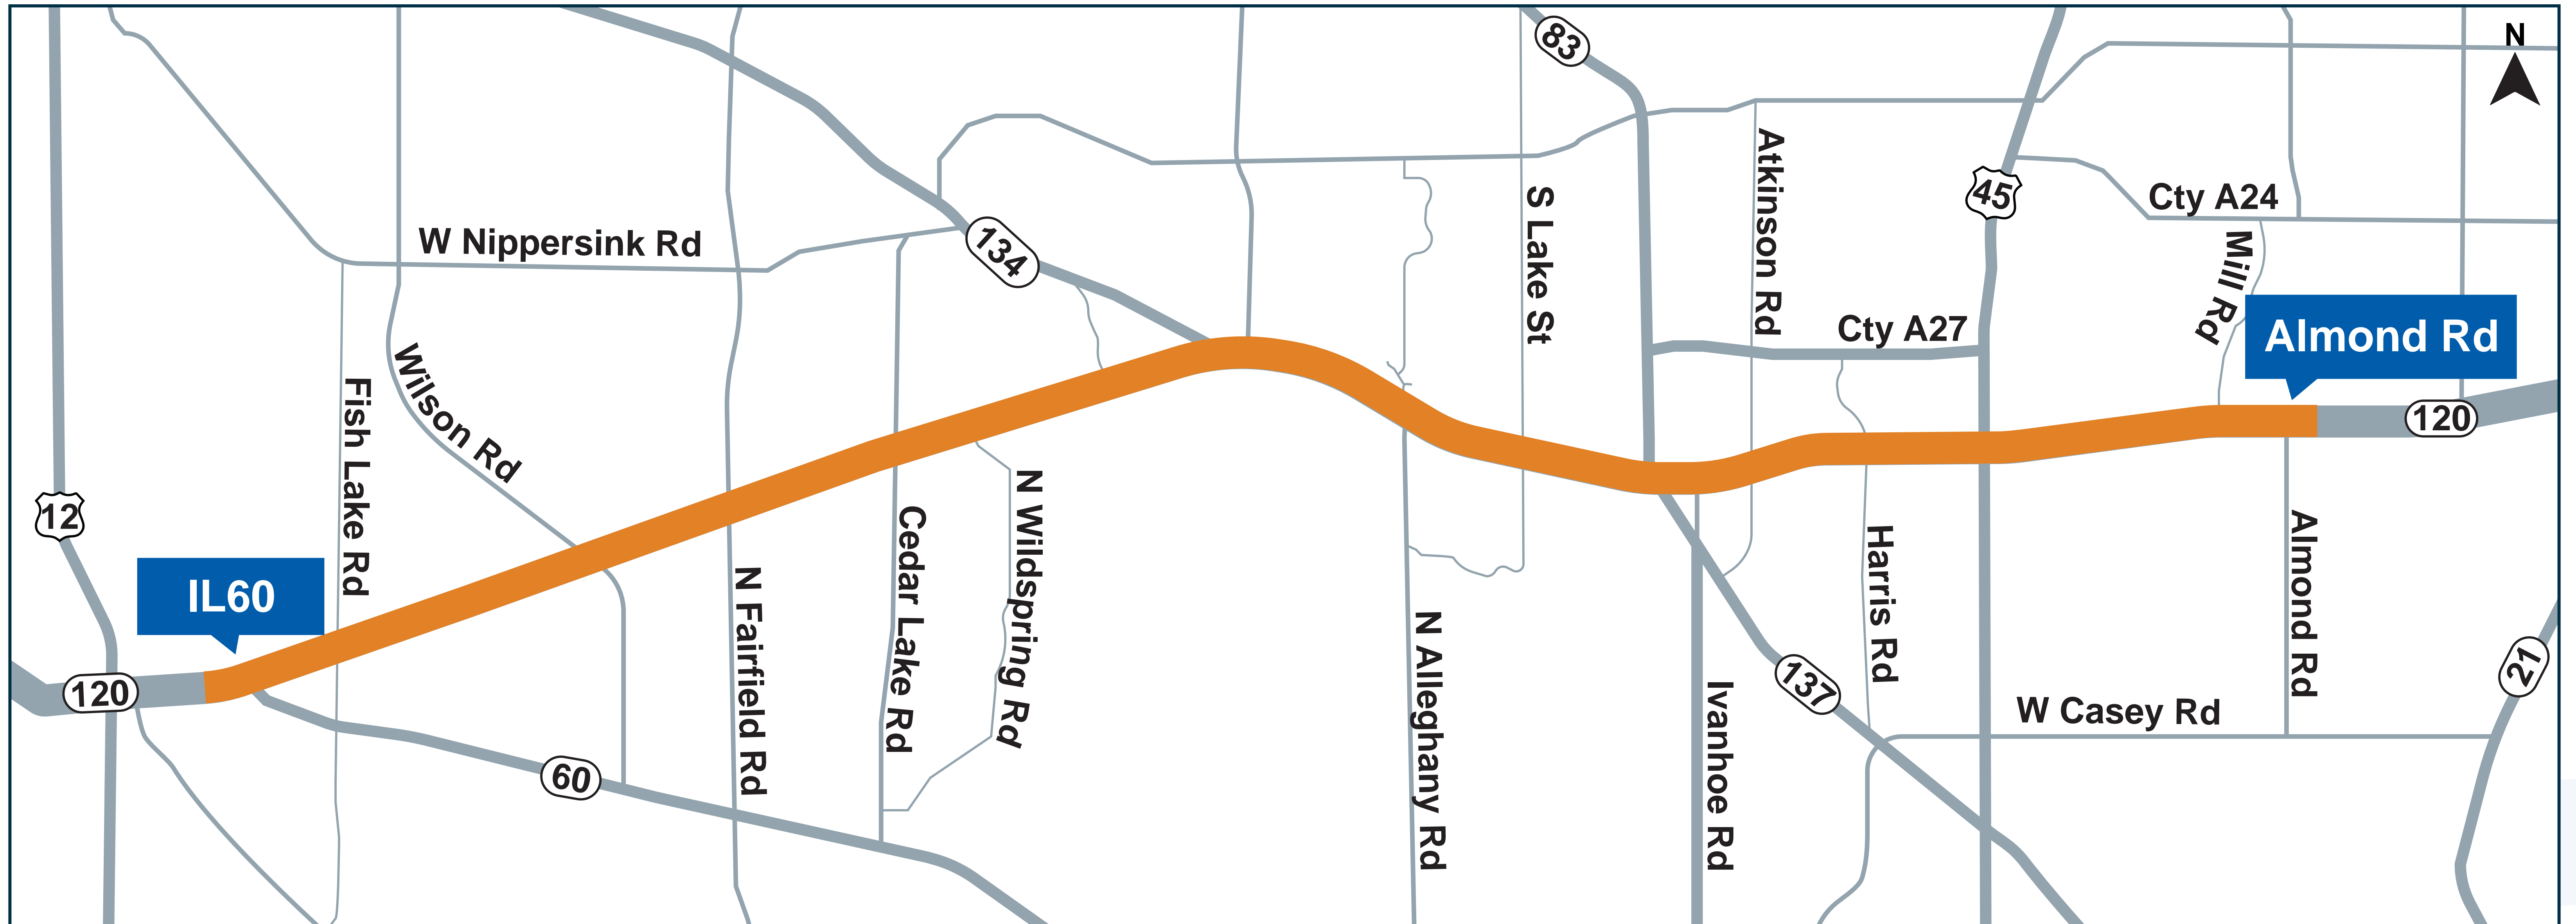 83
N
Atkinson Rd
45
Cty A24
S Lake St
W Nippersink Rd
134
Mill Rd
Cty A27
Almond Rd
Wilson Rd
Fish Lake Rd
120
12
N Wildspring Rd
Cedar Lake Rd
IL60
N Fairfield Rd
Harris Rd
Almond Rd
N Alleghany Rd
120
137
21
Ivanhoe Rd
W Casey Rd
60